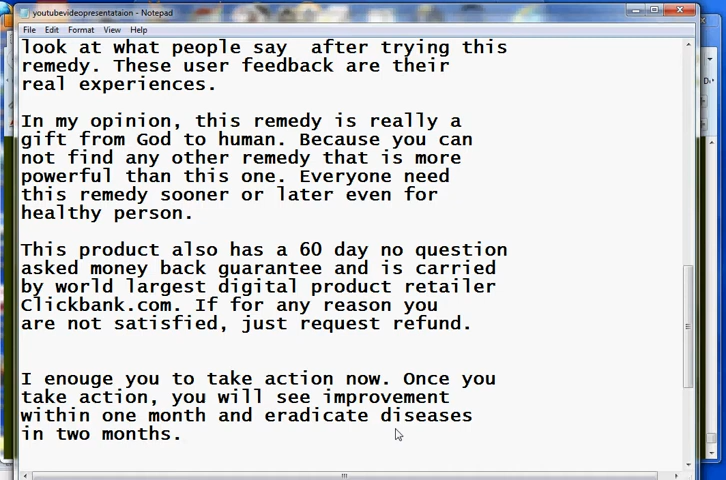 youtubevideopresentataion - Notepad
File Edit Format View Help
look at what people say  after trying this
remedy. These user feedback are their
real experiences.
In my opinion, this remedy is really a
gift from God to human. Because you can
not find any other remedy that is more
powerful than this one. Everyone need
this remedy sooner or later even for
healthy person.
This product also has a 60 day no question
asked money back guarantee and is carried
by world largest digital product retailer
Clickbank.com. If for any reason you
are not satisfied, just request refund.
I enouge you to take action now. Once you
take action, you will see improvement
within one month and eradicate diseases
in two months.